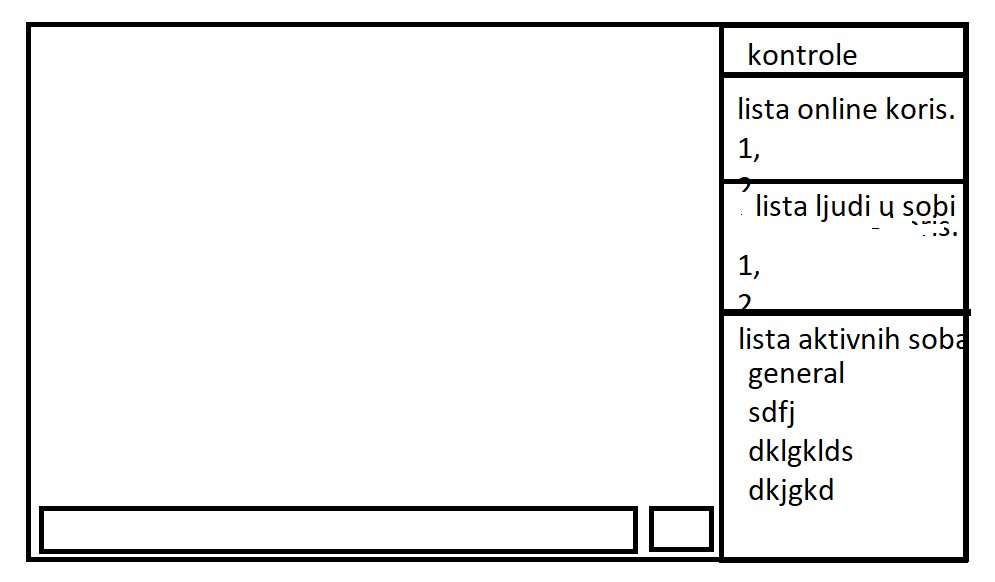 kontrole
lista online koris.
1,
2
lista ljudi u sobi
1,
2
lista aktivnih soba
general
sdfj
dklgklds
dkjgkd